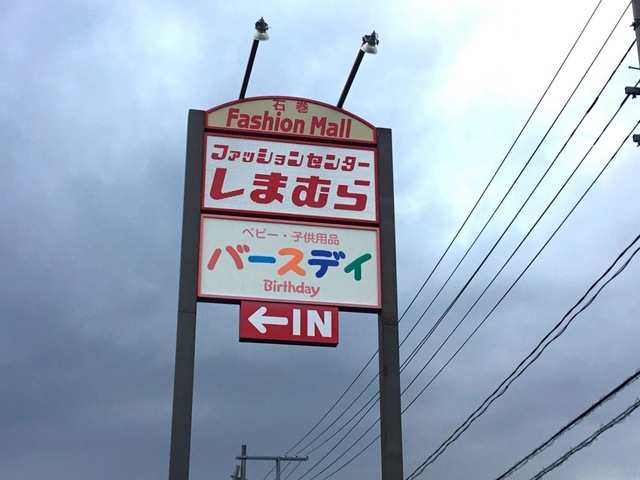 石巻
Fashion Mall
ファッションセンター
しまむら
ベビー・子供用品
バースデイ
Birthday
←IN